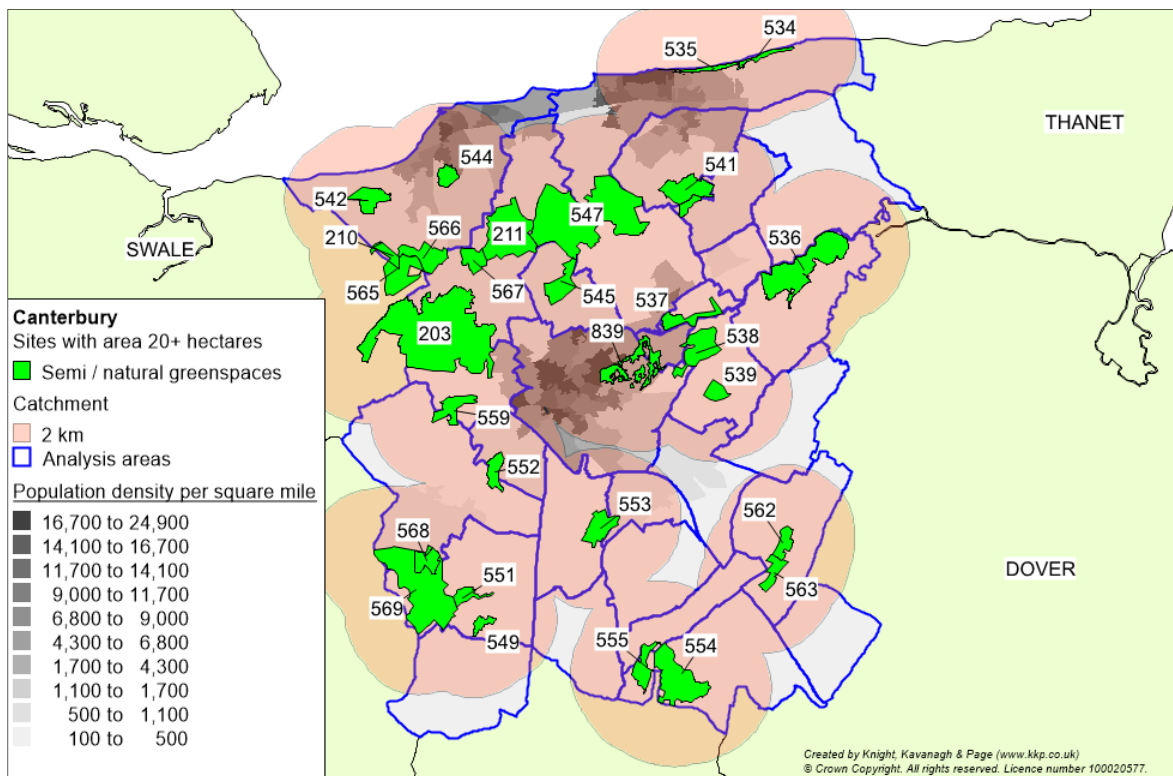 534
535
THANET
544
541
542
547
210
566
211
536
SWALE
565
567
545
537
Canterbury
Sites with area 20+ hectares
Semi / natural greenspaces
Catchment
2 km
Analysis areas
Population density per square mile
16,700 to 24,900
14,100 to 16,700
11,700 to 14,100
9,000 to 11,700
6,800 to 9,000
4,300 to 6,800
1,700 to 4,300
1,100 to 1,700
500 to 1,100
100 to 500
203
839
538
539
559
552
553
562
568
551
DOVER
563
569
549
555
554
Created by Knight, Kavanagh & Page (www.kkp.co.uk)
© Crown Copyright. All rights reserved. Licence number 100020577.